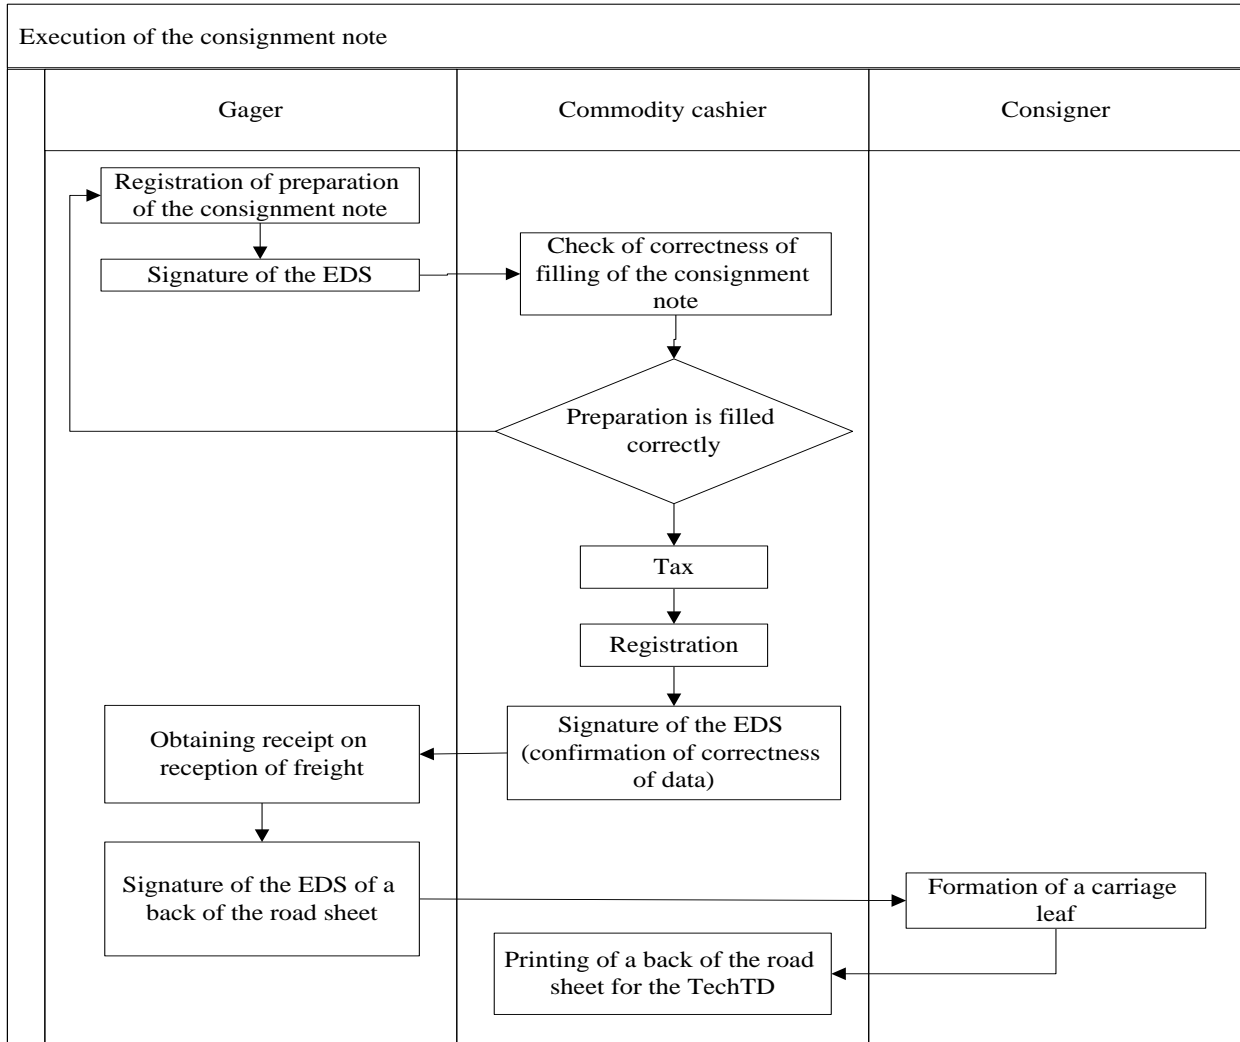 Execution of the consignment note
Gager
Commodity cashier
Consigner
Registration of preparation
of the consignment note
Signature of the EDS
Check of correctness of
filling of the consignment
note
Preparation is filled
correctly
Tax
Registration
Signature of the EDS
(confirmation of correctness
of data)
Obtaining receipt on
reception of freight
Signature of the EDS of a
back of the road sheet
Formation of a carriage
leaf
Printing of a back of the road
sheet for the TechTD